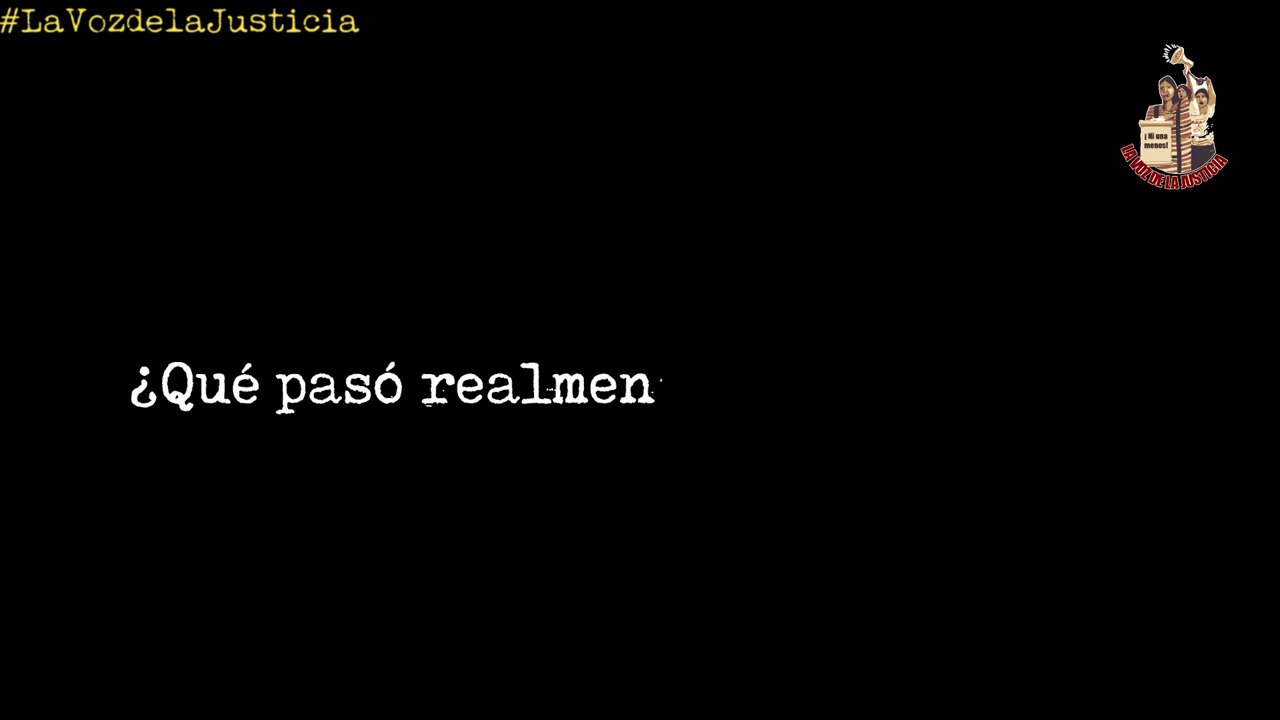 #LaVozdelaJusticia
¡Ni una
menos!
LA VOZ DE LA JUSTICIA
¿Qué pasó realmen